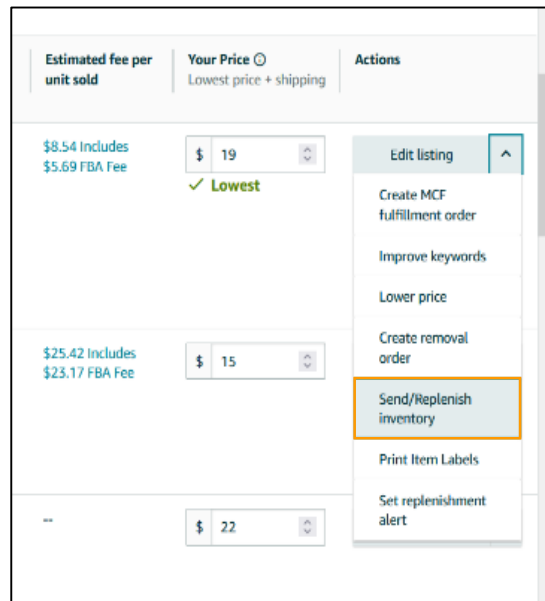 Estimated fee per
unit sold
Your Price
Lowest price + shipping
Actions
$8.54 Includes
$5.69 FBA Fee
$ 19
Lowest
Edit listing
Create MCF
fulfillment order
Improve keywords
Lower price
Create removal
order
Send/Replenish
inventory
Print Item Labels
Set replenishment
alert
$25.42 Includes
$23.17 FBA Fee
$ 15
--
$ 22